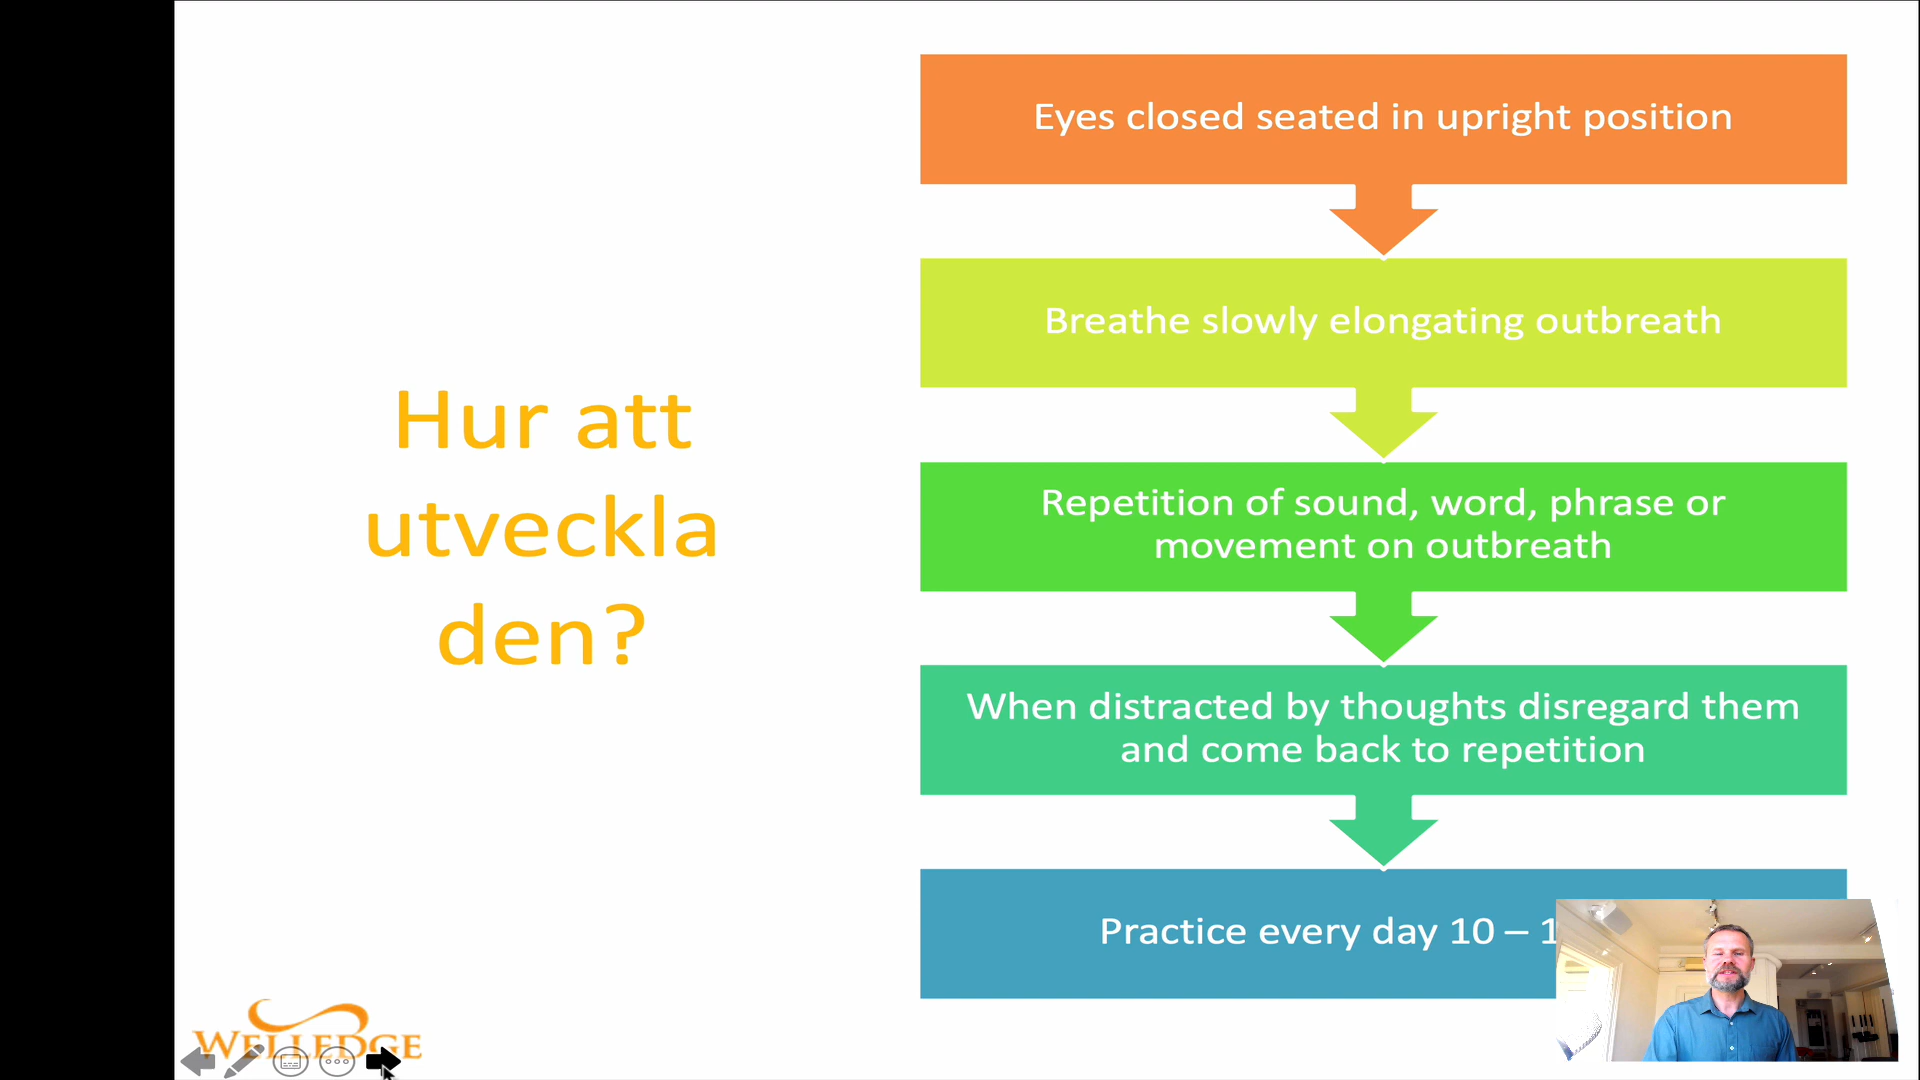 Hur att
utveckla
den?
Eyes closed seated in upright position
Breathe slowly elongating outbreath
Repetition of sound, word, phrase or
movement on outbreath
When distracted by thoughts disregard them
and come back to repetition
Practice every day 10 – 1
WELLEDGE